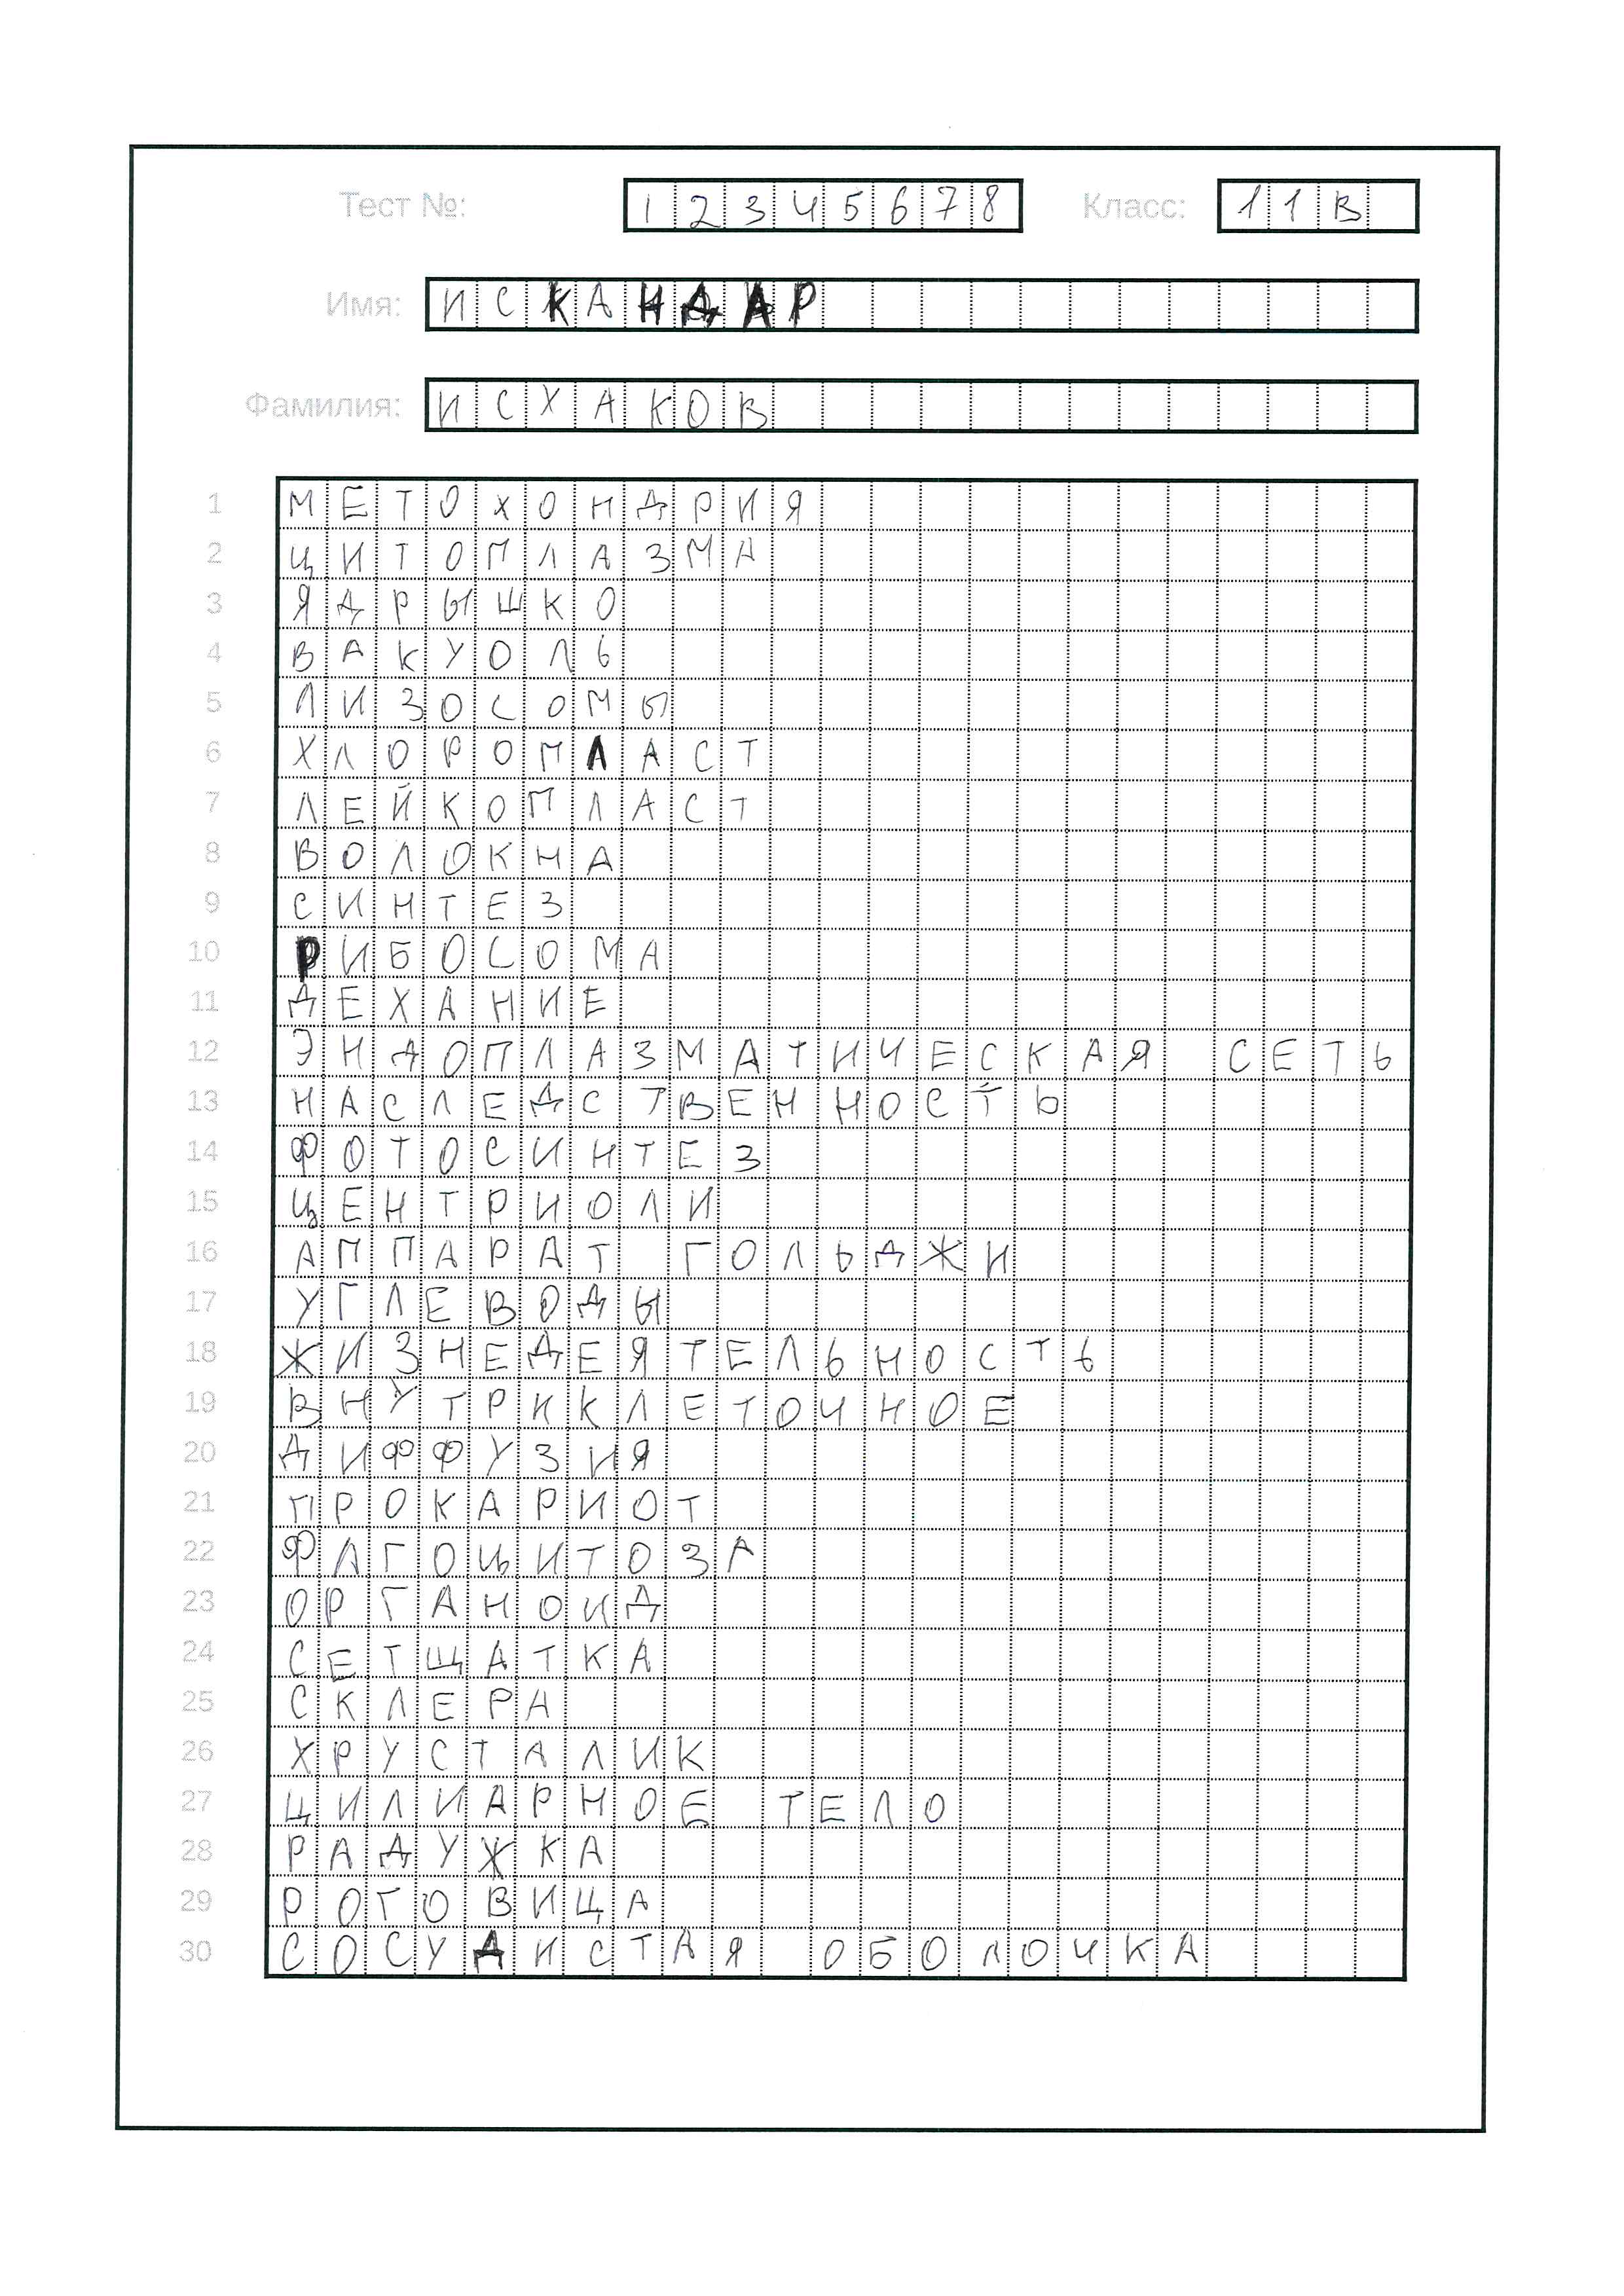 Тест №: 12345678 Класс: 11В
Имя: ИСКАНДАР
Фамилия: ИСХАКОВ
1 МЕТОХОНДРИЯ
2 ЦИТОПЛАЗМА
3 ЯДРЫШКО
4 ВАКУОЛЬ
5 ЛИЗОСОМЫ
6 ХЛОРОПЛАСТ
7 ЛЕЙКОПЛАСТ
8 ВОЛОКНА
9 СИНТЕЗ
10 РИБОСОМА
11 ДЕХАНИЕ
12 ЭНДОПЛАЗМАТИЧЕСКАЯ СЕТЬ
13 НАСЛЕДСТВЕННОСТЬ
14 ФОТОСИНТЕЗ
15 ЦЕНТРИОЛИ
16 АППАРАТ ГОЛЬДЖИ
17 УГЛЕВОДЫ
18 ЖИЗНЕДЕЯТЕЛЬНОСТЬ
19 ВНУТРИКЛЕТОЧНОЕ
20 ДИФФУЗИЯ
21 ПРОКАРИОТ
22 ФАГОЦИТОЗА
23 ОРГАНОИД
24 СЕТЩАТКА
25 СКЛЕРА
26 ХРУСТАЛИК
27 ЦИЛИАРНОЕ ТЕЛО
28 РАДУЖКА
29 РОГОВИЦА
30 СОСУДИСТАЯ ОБОЛОЧКА